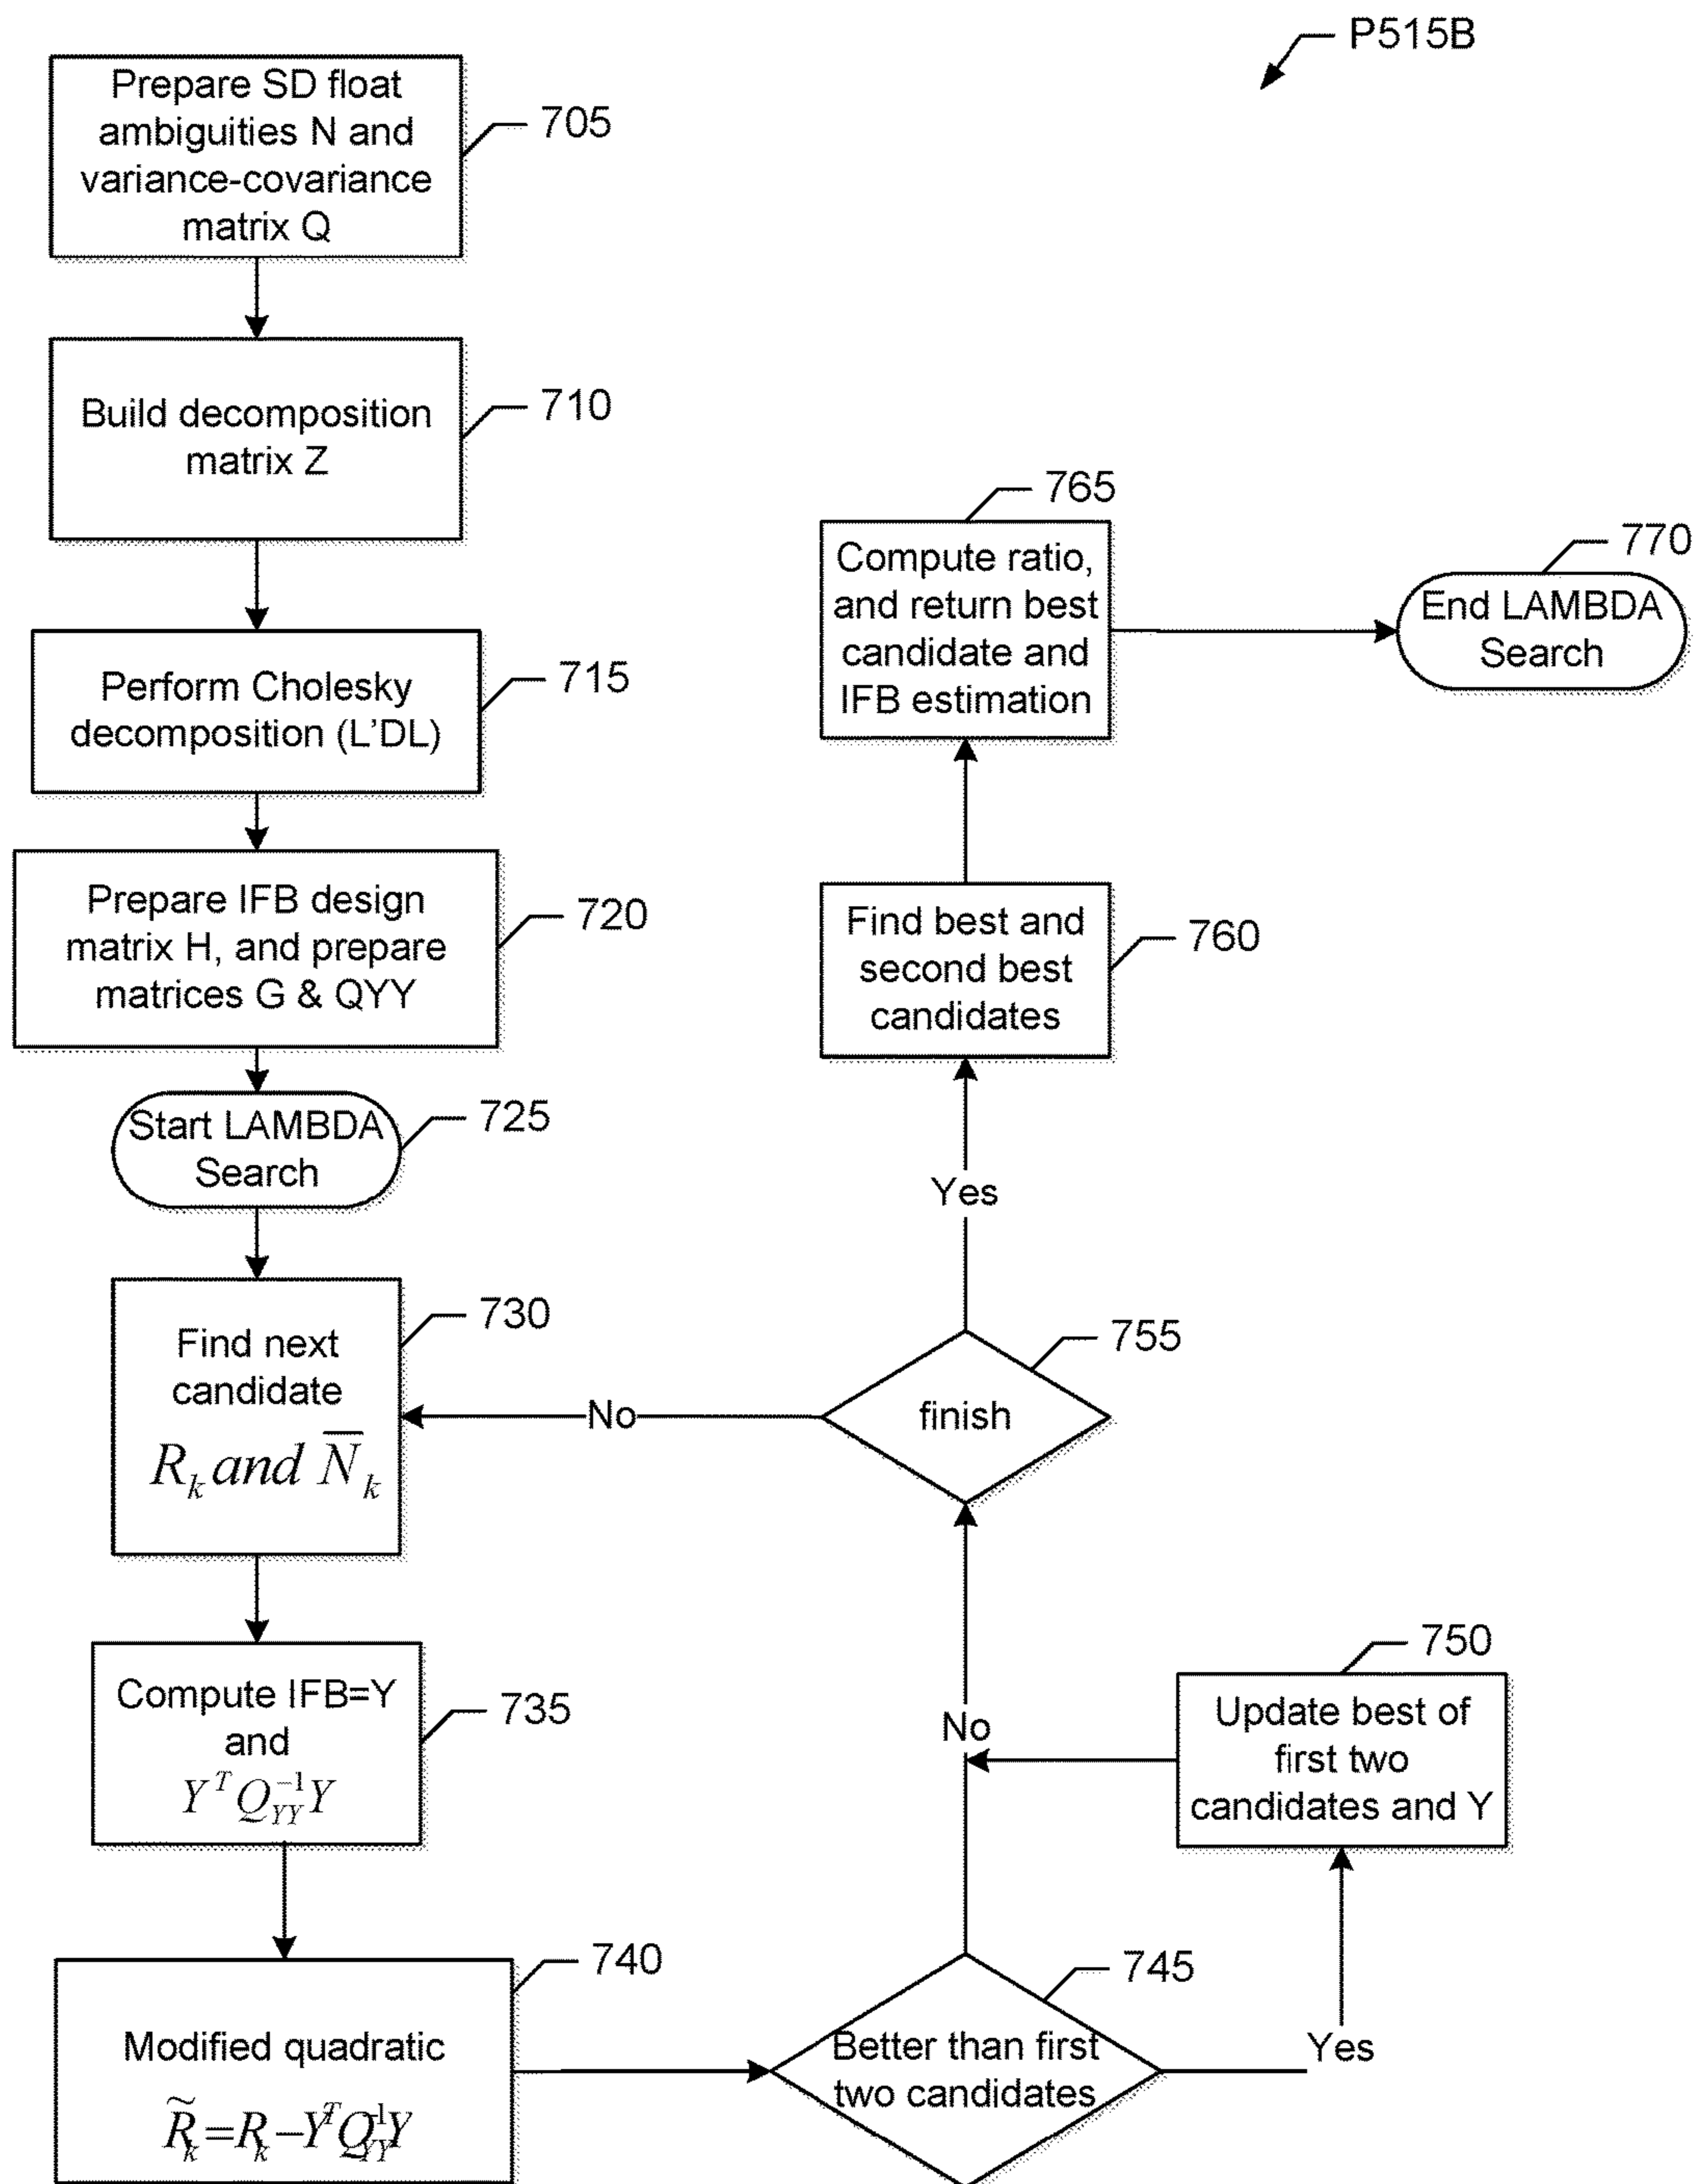 P515B
Prepare SD float
ambiguities N and
variance-covariance
matrix Q
705
Build decomposition
matrix Z
710
Perform Cholesky
decomposition (L'DL)
715
Prepare IFB design
matrix H, and prepare
matrices G & QYY
720
Start LAMBDA
Search
725
Find next
candidate
R_k and N̅_k
730
Compute IFB=Y
and
Y^T Q_{YY}^{-1} Y
735
Modified quadratic
R̃_k = R_k - Y^T Q_{YY}^{-1} Y
740
Better than first
two candidates
745
Yes
Update best of
first two
candidates and Y
750
No
finish
755
No
Yes
Find best and
second best
candidates
760
Compute ratio,
and return best
candidate and
IFB estimation
765
End LAMBDA
Search
770